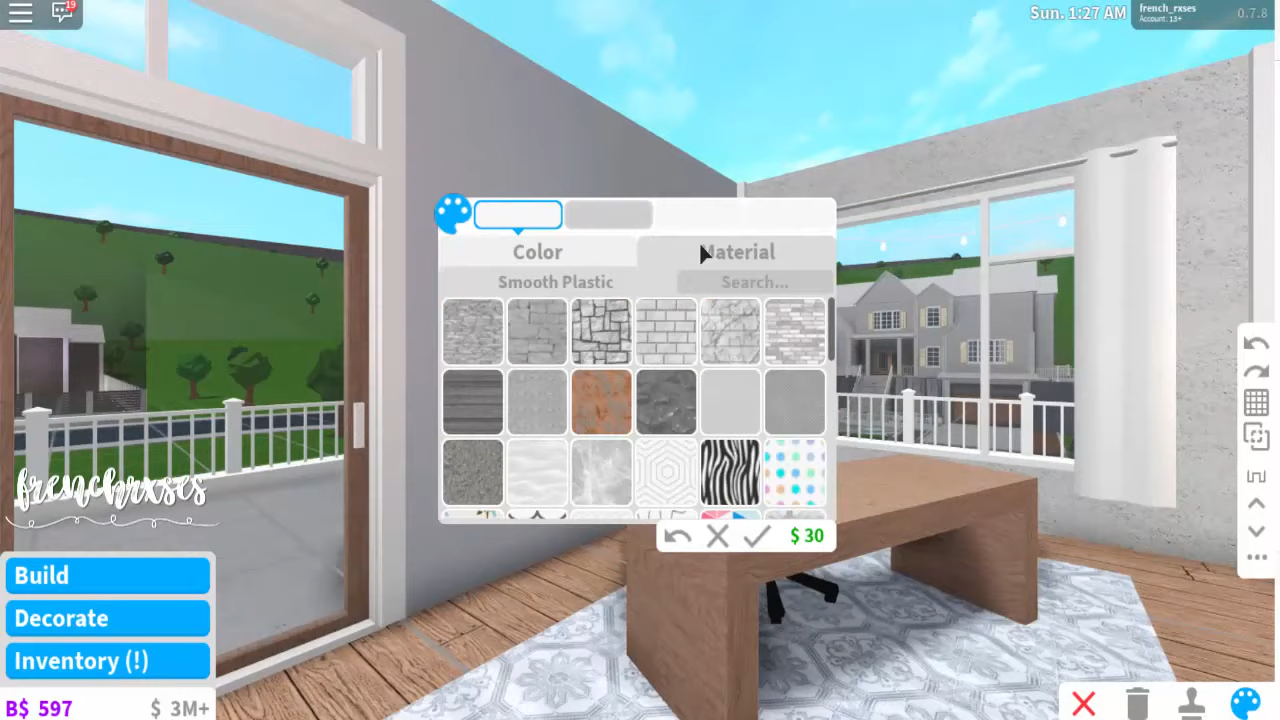 19
Sun. 1:27 AM
french_rxses
Account: 13+
0.7.8
Color
Material
Smooth Plastic
Search...
$ 30
frenchrxses
Build
Decorate
Inventory (!)
B$ 597
$ 3M+